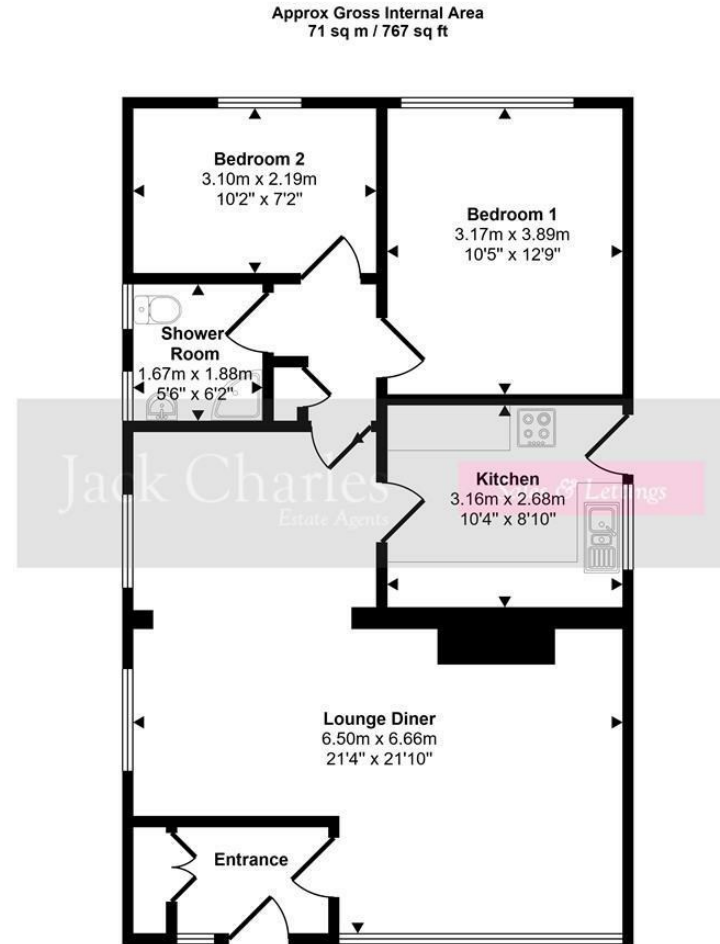 Approx Gross Internal Area
71 sq m / 767 sq ft
Bedroom 2
3.10m x 2.19m
10'2" x 7'2"
Bedroom 1
3.17m x 3.89m
10'5" x 12'9"
Shower
Room
1.67m x 1.88m
5'6" x 6'2"
Kitchen
3.16m x 2.68m
10'4" x 8'10"
Jack Charles
Estate Agents
& Lettings
Lounge Diner
6.50m x 6.66m
21'4" x 21'10"
Entrance